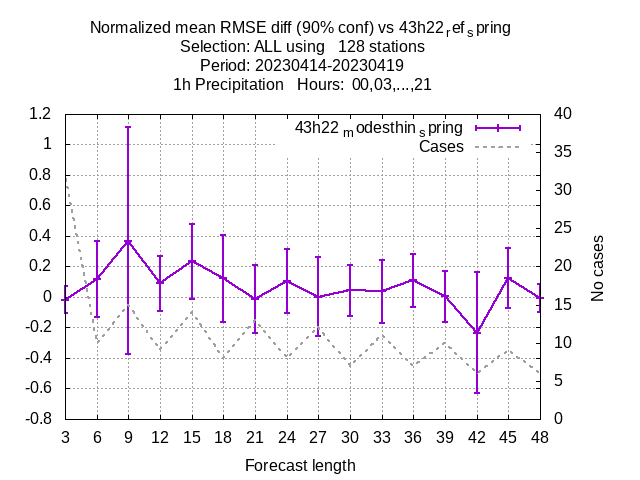 Normalized mean RMSE diff (90% conf) vs 43h22refspring
Selection: ALL using 128 stations
Period: 20230414-20230419
1h Precipitation Hours: 00,03,...,21
43h22modesthinspring
Cases
1.2
1
0.8
0.6
0.4
0.2
0
-0.2
-0.4
-0.6
-0.8
40
35
30
25
20
15
10
5
0
No cases
3 6 9 12 15 18 21 24 27 30 33 36 39 42 45 48
Forecast length